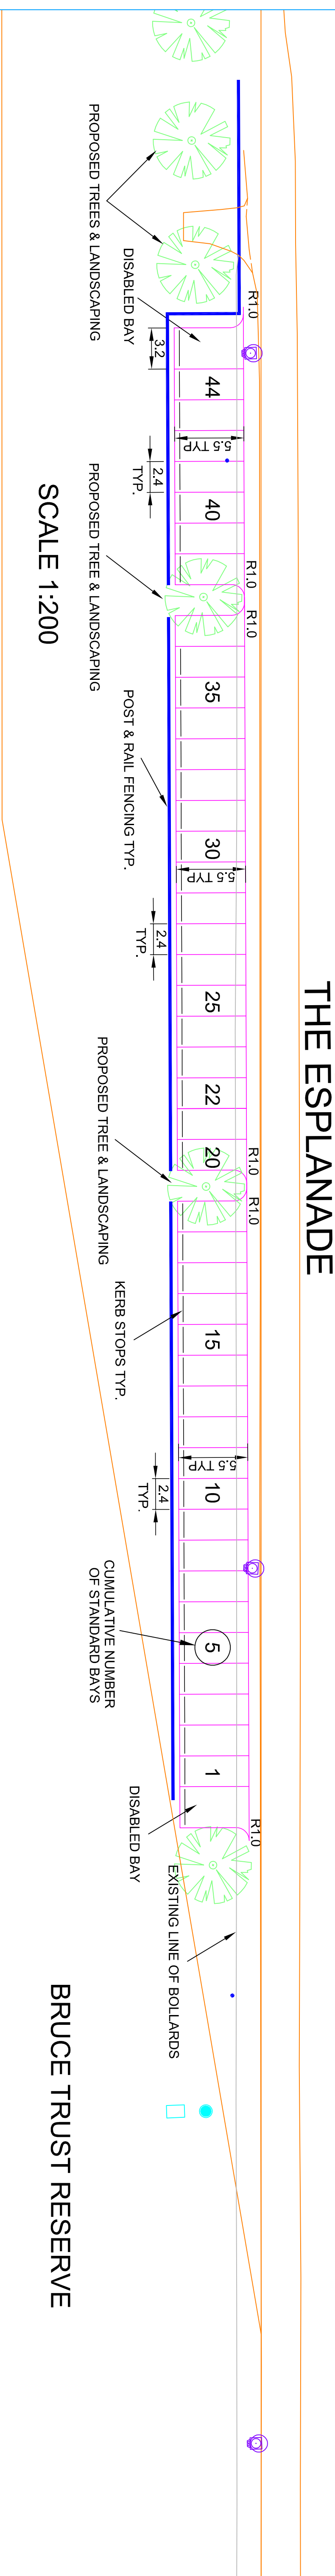 THE ESPLANADE
R1.0
R1.0
R1.0
R1.0
R1.0
R1.0
44
40
35
30
25
22
20
15
10
5
1
5.5 TYP
5.5 TYP
5.5 TYP
3.2
2.4
TYP.
2.4
TYP.
2.4
TYP.
DISABLED BAY
PROPOSED TREES & LANDSCAPING
PROPOSED TREE & LANDSCAPING
POST & RAIL FENCING TYP.
PROPOSED TREE & LANDSCAPING
KERB STOPS TYP.
CUMULATIVE NUMBER
OF STANDARD BAYS
DISABLED BAY
EXISTING LINE OF BOLLARDS
SCALE 1:200
BRUCE TRUST RESERVE